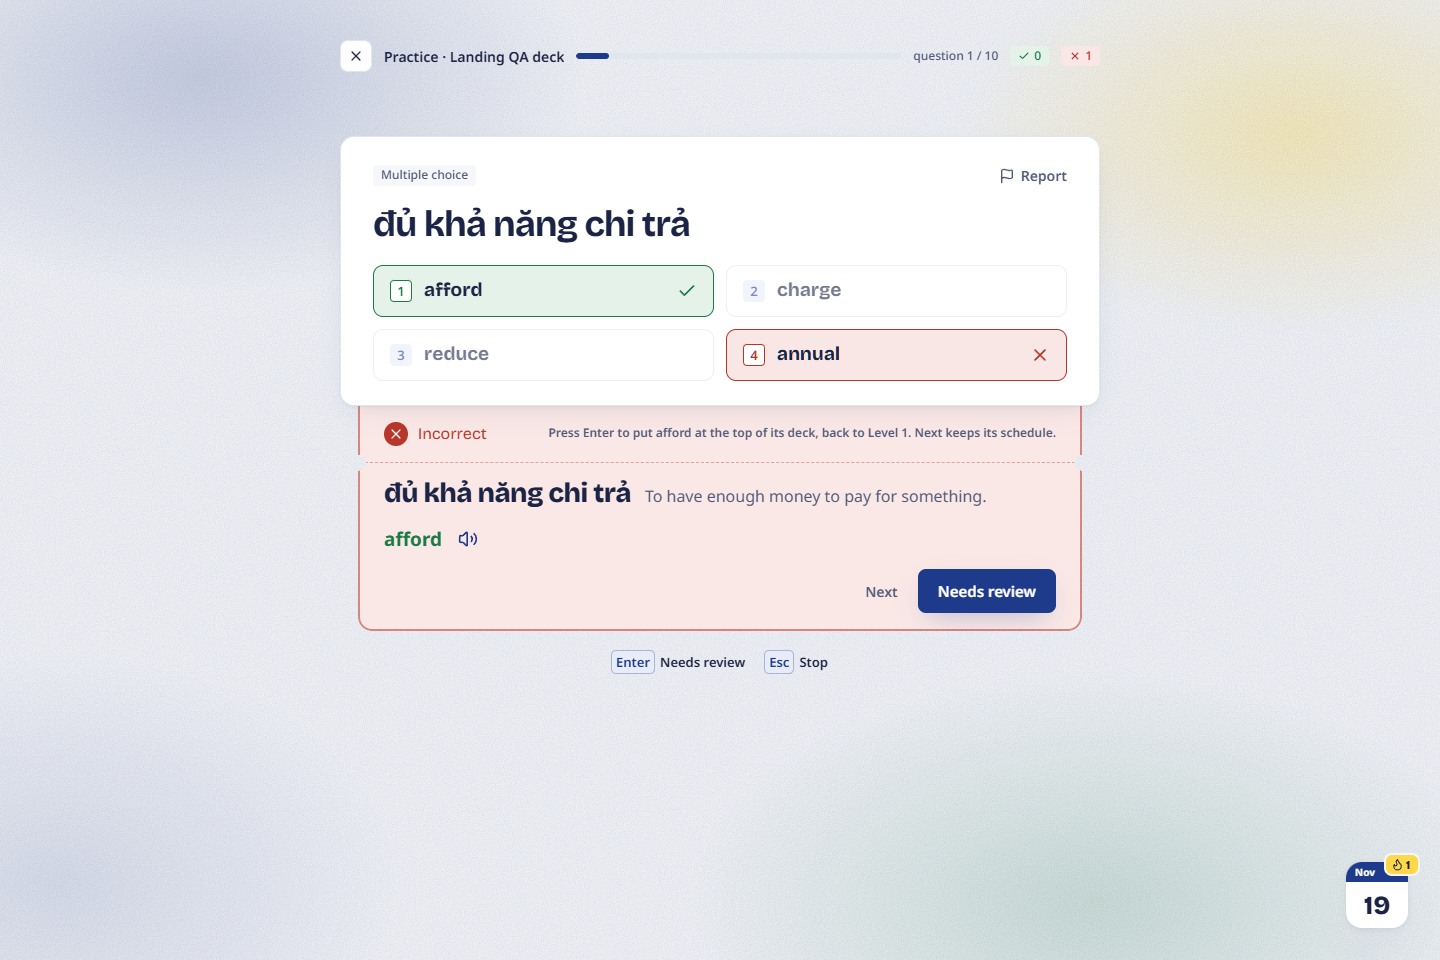 Practice · Landing QA deck
question 1 / 10
0
1
Multiple choice
Report
đủ khả năng chi trả
1 afford
2 charge
3 reduce
4 annual
Incorrect
Press Enter to put afford at the top of its deck, back to Level 1. Next keeps its schedule.
đủ khả năng chi trả To have enough money to pay for something.
afford
Next
Needs review
Enter Needs review Esc Stop
1
Nov
19